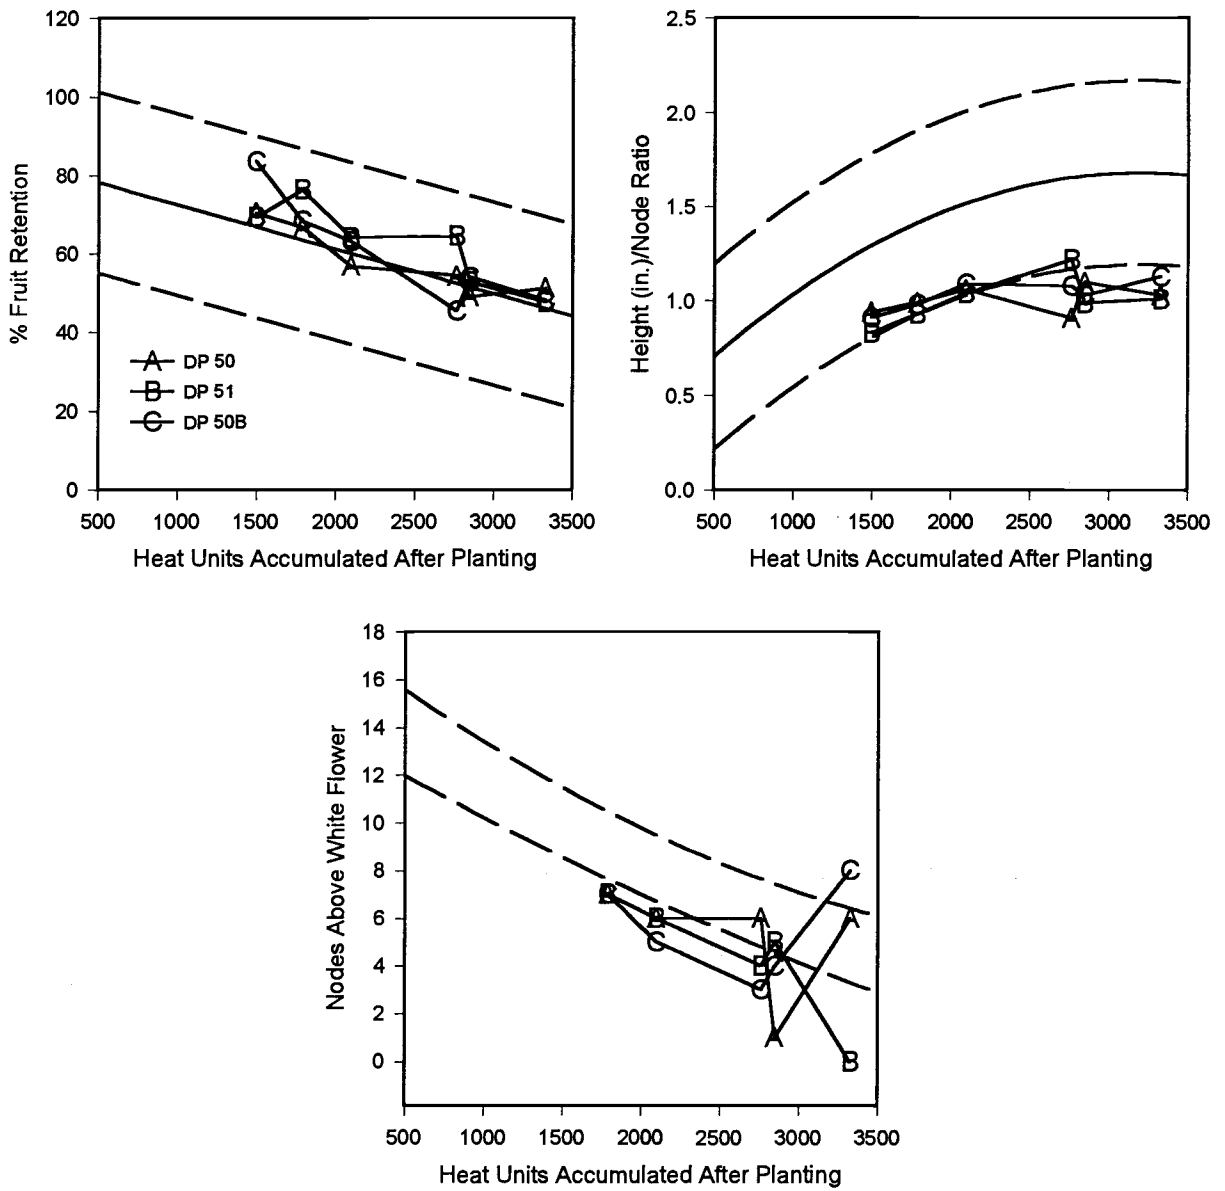 120
100
80
60
40
20
0
% Fruit Retention
A DP 50
B DP 51
C DP 50B
A
B
C
500 1000 1500 2000 2500 3000 3500
Heat Units Accumulated After Planting
2.5
2.0
1.5
1.0
0.5
0.0
Height (in.)/Node Ratio
A
B
C
500 1000 1500 2000 2500 3000 3500
Heat Units Accumulated After Planting
18
16
14
12
10
8
6
4
2
0
Nodes Above White Flower
A
B
C
500 1000 1500 2000 2500 3000 3500
Heat Units Accumulated After Planting